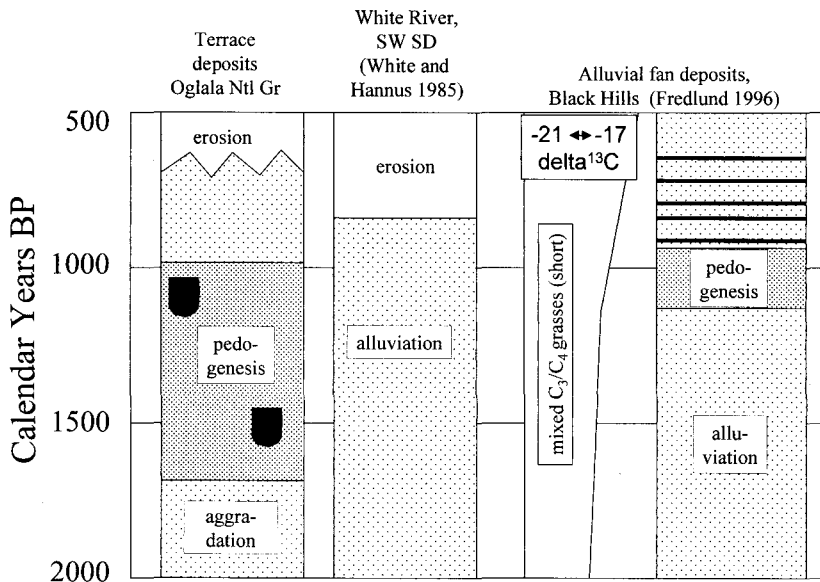 Terrace
deposits
Oglala Ntl Gr
White River,
SW SD
(White and
Hannus 1985)
Alluvial fan deposits,
Black Hills (Fredlund 1996)
Calendar Years BP
500
1000
1500
2000
erosion
pedo-
genesis
aggra-
dation
erosion
alluviation
-21 ↔ -17
delta¹³C
mixed C₃/C₄ grasses (short)
pedo-
genesis
allu-
viation